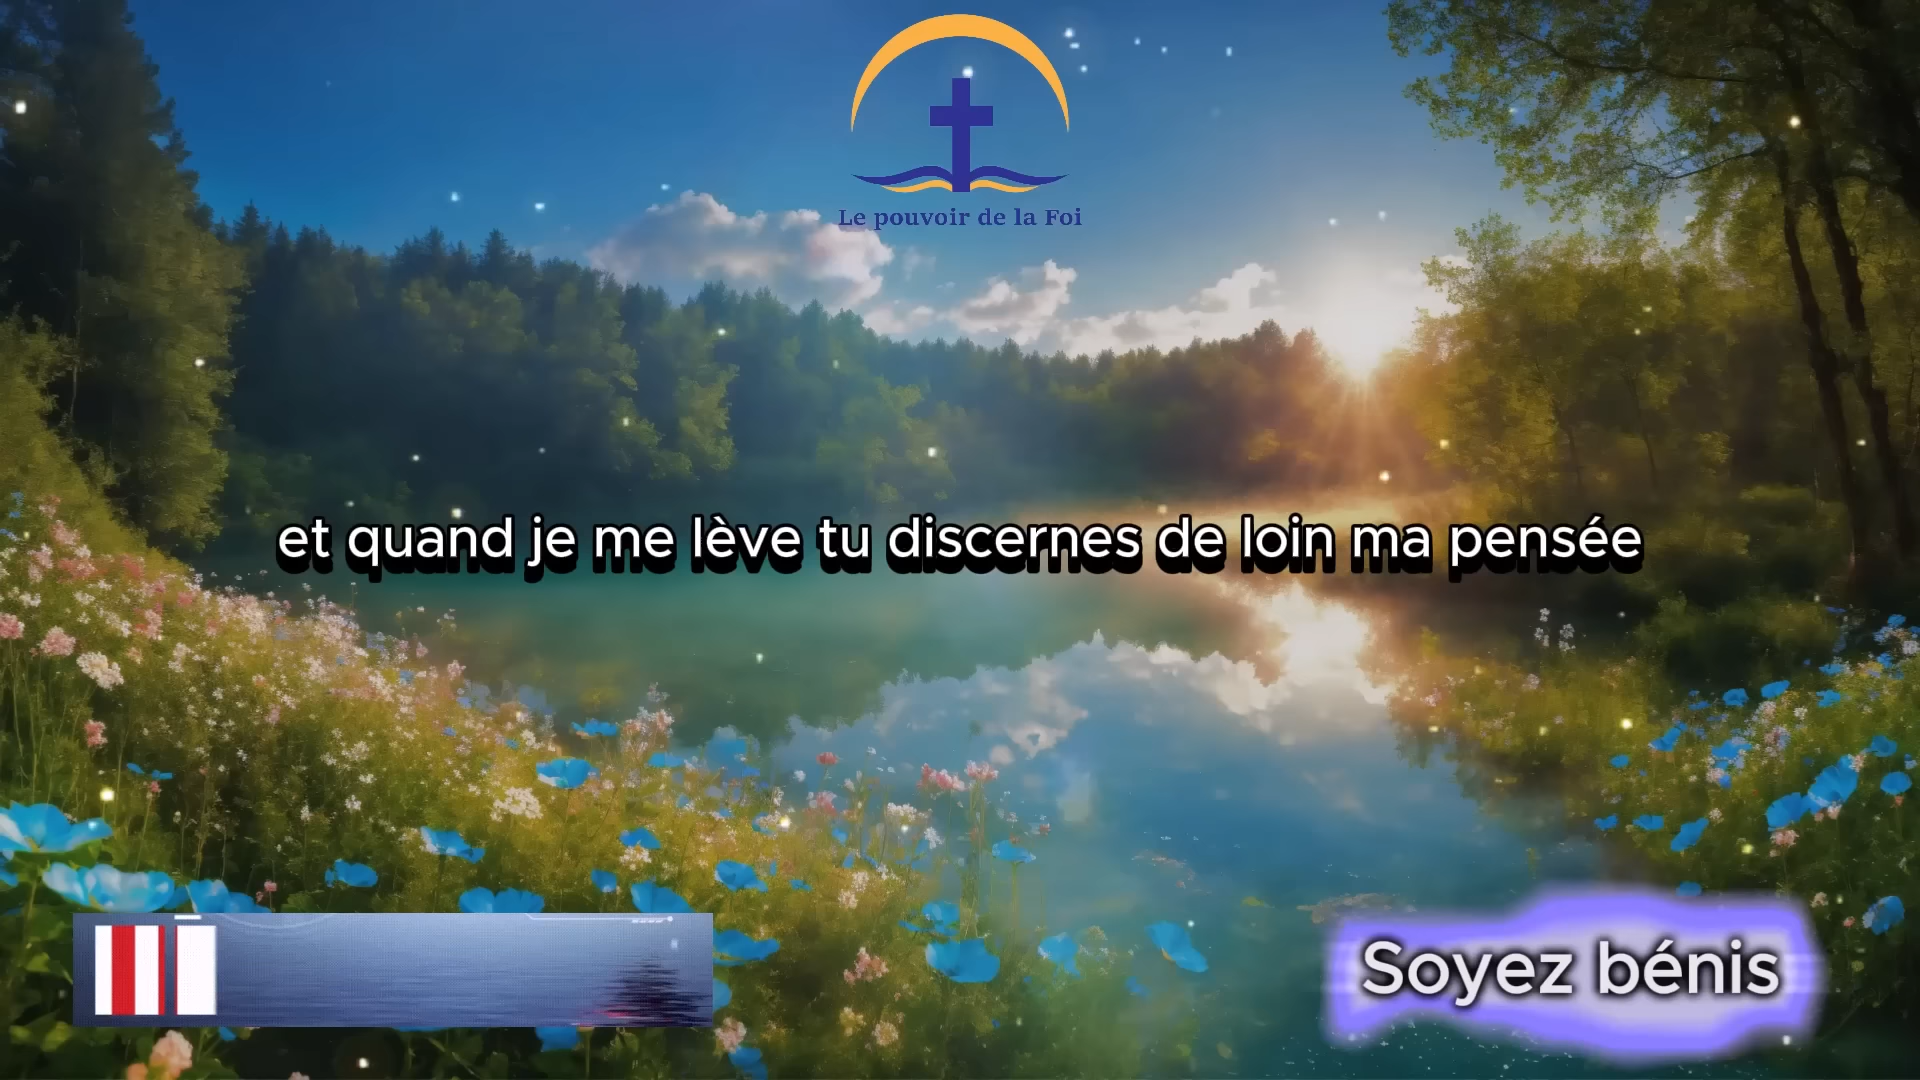 Le pouvoir de la Foi
et quand je me lève tu discernes de loin ma pensée
Soyez bénis